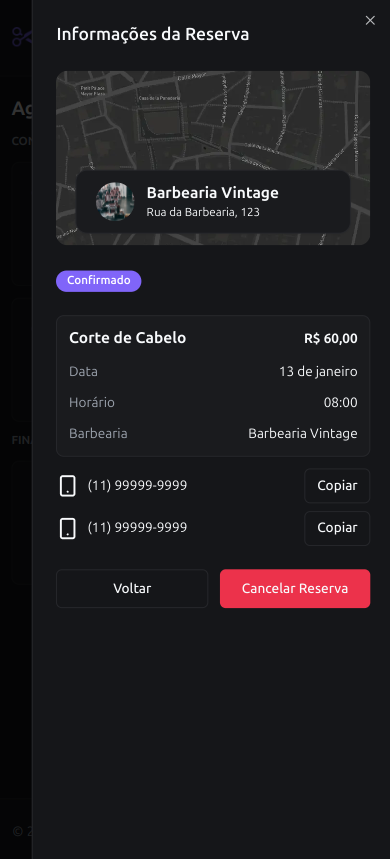 Informações da Reserva
Barbearia Vintage
Rua da Barbearia, 123
Confirmado
Corte de Cabelo R$ 60,00
Data 13 de janeiro
Horário 08:00
Barbearia Barbearia Vintage
(11) 99999-9999 Copiar
(11) 99999-9999 Copiar
Voltar Cancelar Reserva